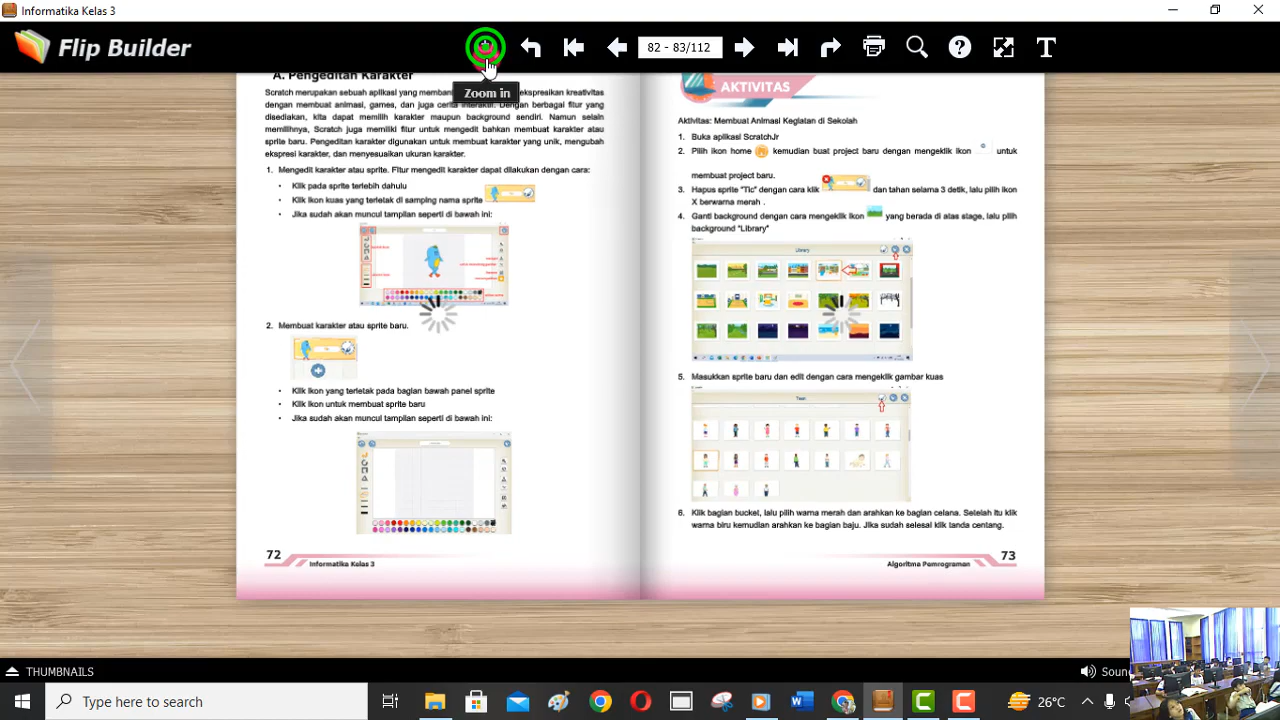 Informatika Kelas 3
Flip Builder
82 - 83/112
T
Zoom in
A. Pengeditan Karakter
Scratch merupakan sebuah aplikasi yang memban ekspresikan kreativitas
dengan membuat animasi, games, dan juga cerita interaktif. Dengan berbagai fitur yang
disediakan, kita dapat memilih karakter maupun background sendiri. Namun selain
memilihnya, Scratch juga memiliki fitur untuk mengedit bahkan membuat karakter atau
sprite baru. Pengeditan karakter digunakan untuk membuat karakter yang unik, mengubah
ekspresi karakter, dan menyesuaikan ukuran karakter.
1. Mengedit karakter atau sprite. Fitur mengedit karakter dapat dilakukan dengan cara:
• Klik pada sprite terlebih dahulu
• Klik ikon kuas yang terletak di samping nama sprite
• Jika sudah akan muncul tampilan seperti di bawah ini:
2. Membuat karakter atau sprite baru.
• Klik ikon yang terletak pada bagian bawah panel sprite
• Klik ikon untuk membuat sprite baru
• Jika sudah akan muncul tampilan seperti di bawah ini:
72
Informatika Kelas 3
AKTIVITAS
Aktivitas: Membuat Animasi Kegiatan di Sekolah
1. Buka aplikasi ScratchJr
2. Pilih ikon home kemudian buat project baru dengan mengeklik ikon untuk
membuat project baru.
3. Hapus sprite "Tic" dengan cara klik dan tahan selama 3 detik, lalu pilih ikon
X berwarna merah .
4. Ganti background dengan cara mengeklik ikon yang berada di atas stage, lalu pilih
background "Library"
Library
5. Masukkan sprite baru dan edit dengan cara mengeklik gambar kuas
6. Klik bagian bucket, lalu pilih warna merah dan arahkan ke bagian celana. Setelah itu klik
warna biru kemudian arahkan ke bagian baju. Jika sudah selesai klik tanda centang.
73
Algoritma Pemrograman
THUMBNAILS
Soun
Type here to search
26°C